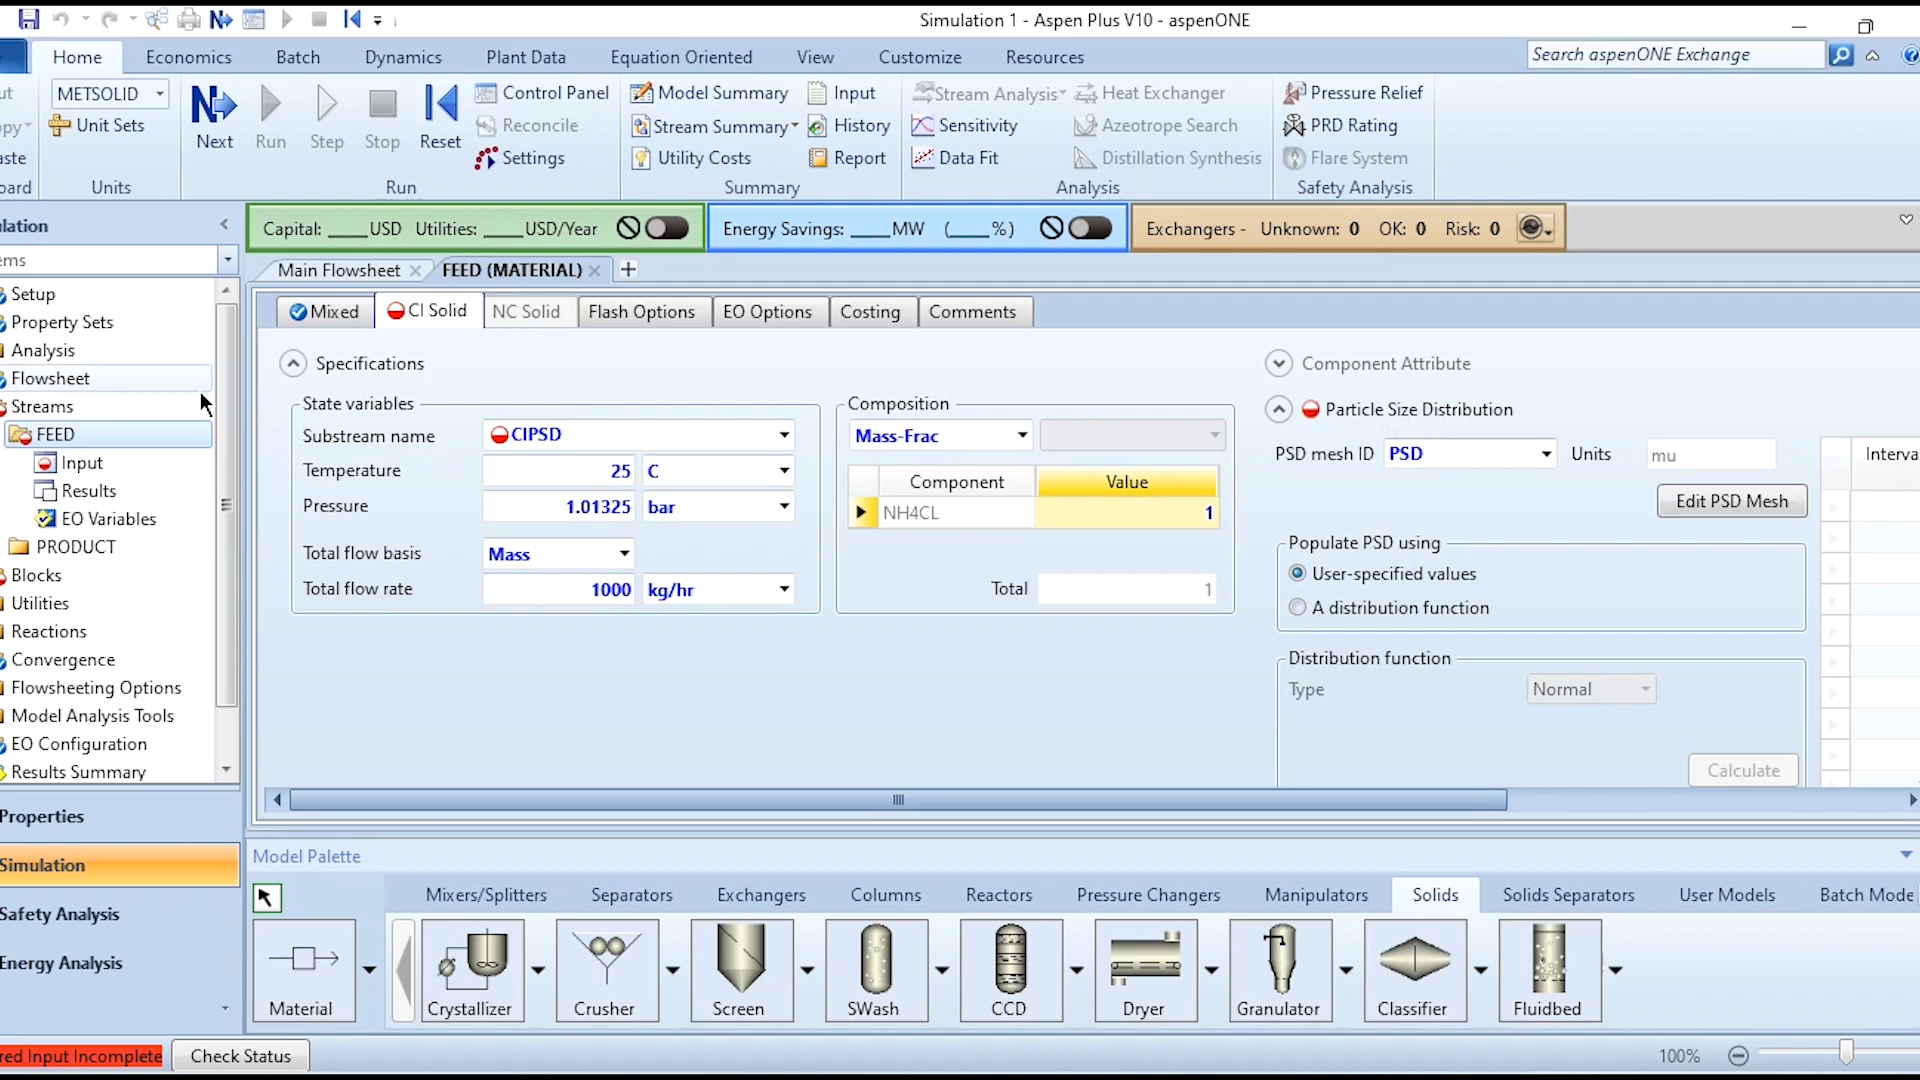 Simulation 1 - Aspen Plus V10 - aspenONE
Home Economics Batch Dynamics Plant Data Equation Oriented View Customize Resources Search aspenONE Exchange
METSOLID
Unit Sets
Units
Next Run Step Stop Reset
Control Panel
Reconcile
Settings
Run
Model Summary Input
Stream Summary History
Utility Costs Report
Summary
Stream Analysis Heat Exchanger
Sensitivity Azeotrope Search
Data Fit Distillation Synthesis
Analysis
Pressure Relief
PRD Rating
Flare System
Safety Analysis
Capital: ____USD Utilities: ____USD/Year
Energy Savings: ____MW (____%)
Exchangers - Unknown: 0 OK: 0 Risk: 0
Main Flowsheet FEED (MATERIAL) +
Setup
Property Sets
Analysis
Flowsheet
Streams
FEED
Input
Results
EO Variables
PRODUCT
Blocks
Utilities
Reactions
Convergence
Flowsheeting Options
Model Analysis Tools
EO Configuration
Results Summary
Properties
Simulation
Safety Analysis
Energy Analysis
Mixed CI Solid NC Solid Flash Options EO Options Costing Comments
Specifications
State variables
Substream name CIPSD
Temperature 25 C
Pressure 1.01325 bar
Total flow basis Mass
Total flow rate 1000 kg/hr
Composition
Mass-Frac
Component Value
NH4CL 1
Total 1
Component Attribute
Particle Size Distribution
PSD mesh ID PSD Units mu
Edit PSD Mesh
Populate PSD using
User-specified values
A distribution function
Distribution function
Type Normal
Calculate
Model Palette
Mixers/Splitters Separators Exchangers Columns Reactors Pressure Changers Manipulators Solids Solids Separators User Models Batch Mode
Material Crystallizer Crusher Screen SWash CCD Dryer Granulator Classifier Fluidbed
Input Incomplete Check Status 100%